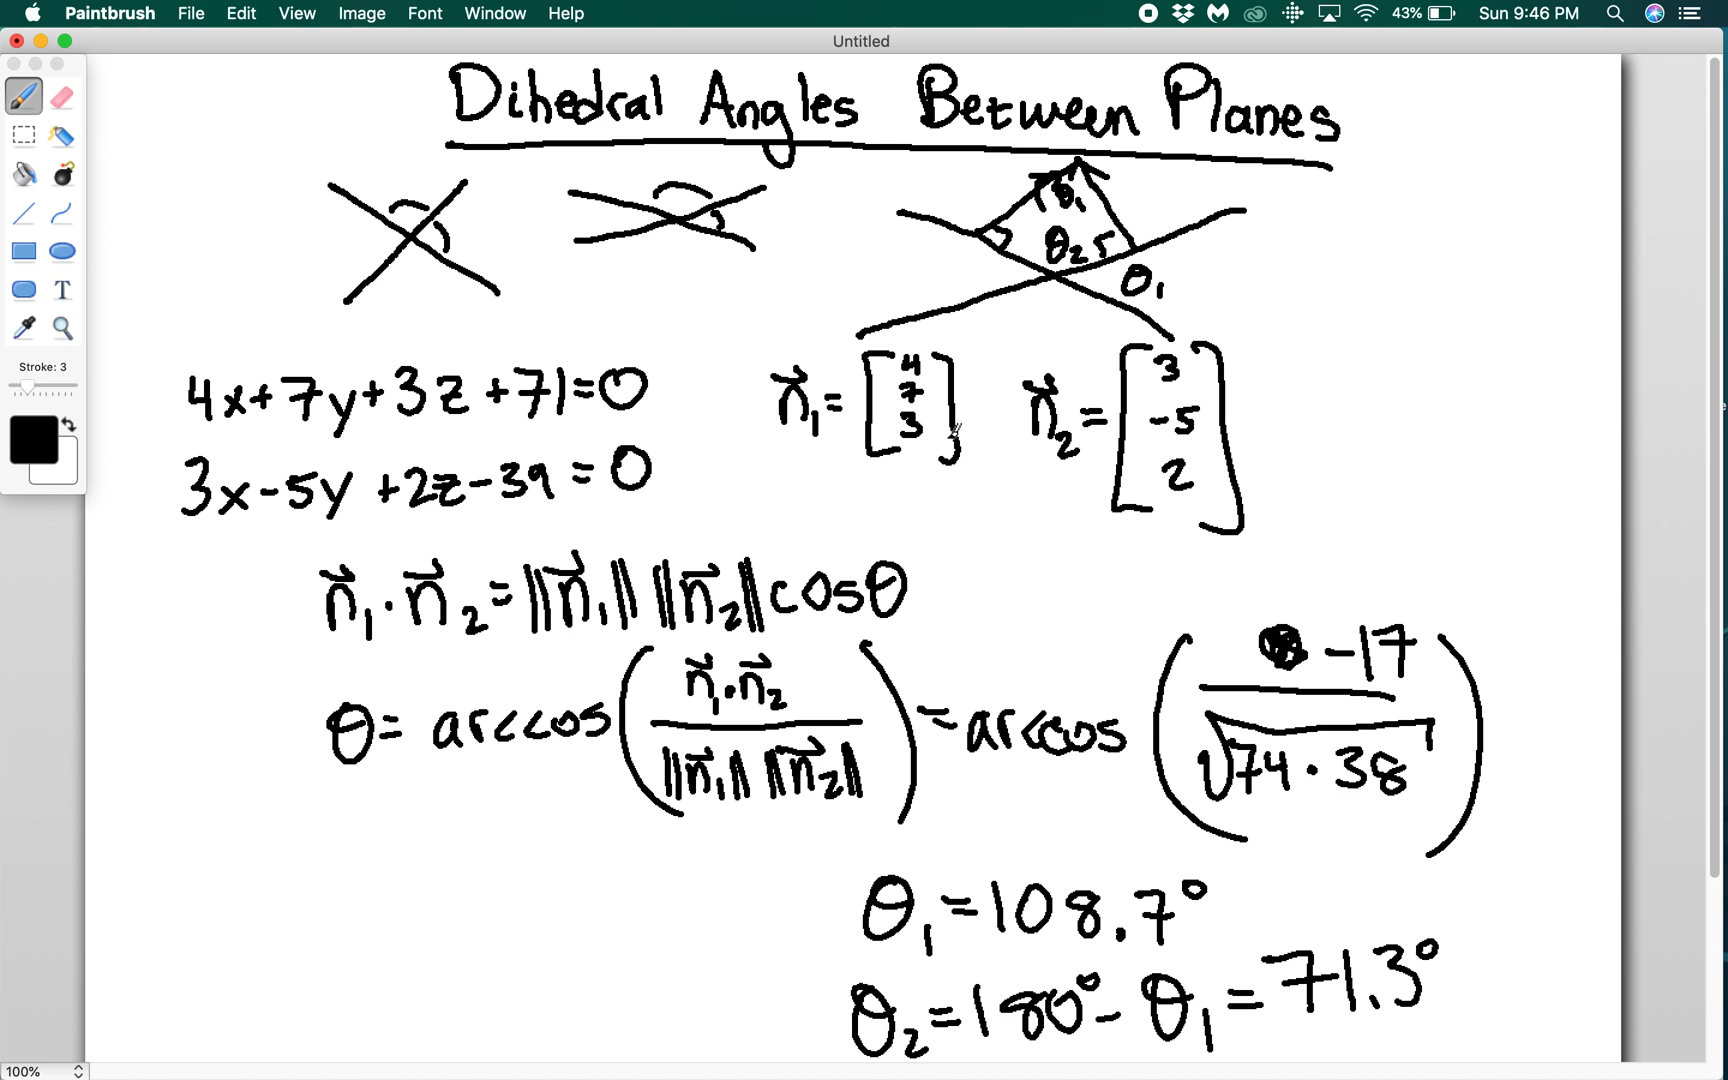 Paintbrush File Edit View Image Font Window Help 43% Sun 9:46 PM
Untitled
Dihedral Angles Between Planes
θ₁
θ₂
θ₁
T
Stroke: 3
4x+7y+3z+71=0
n⃗₁= [4 7 3] n⃗₂= [3 -5 2]
3x-5y+2z-39=0
n⃗₁·n⃗₂=||n⃗₁|| ||n⃗₂||cosθ
θ= arccos(n⃗₁·n⃗₂ / ||n⃗₁|| ||n⃗₂||) = arccos(-17 / √74·38)
θ₁=108.7°
θ₂=180°-θ₁=71.3°
100%